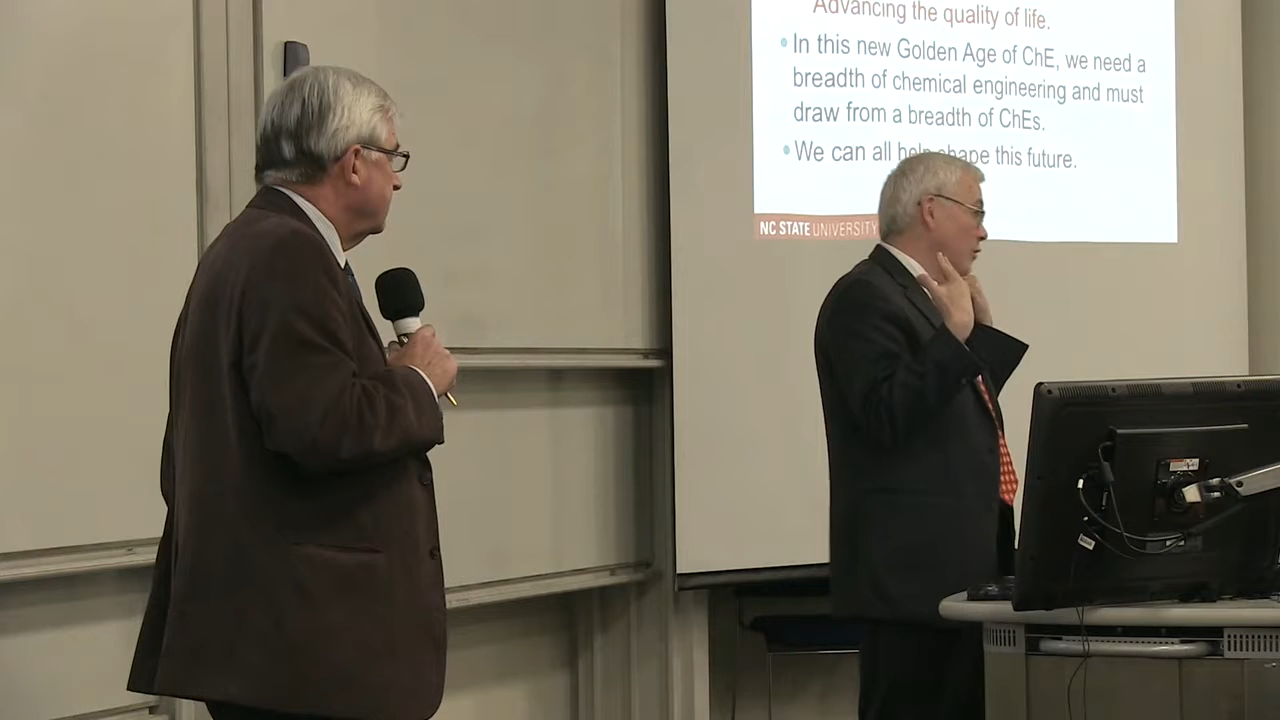 Advancing the quality of life.
• In this new Golden Age of ChE, we need a
breadth of chemical engineering and must
draw from a breadth of ChEs.
• We can all help shape this future.
NC STATE UNIVERSITY